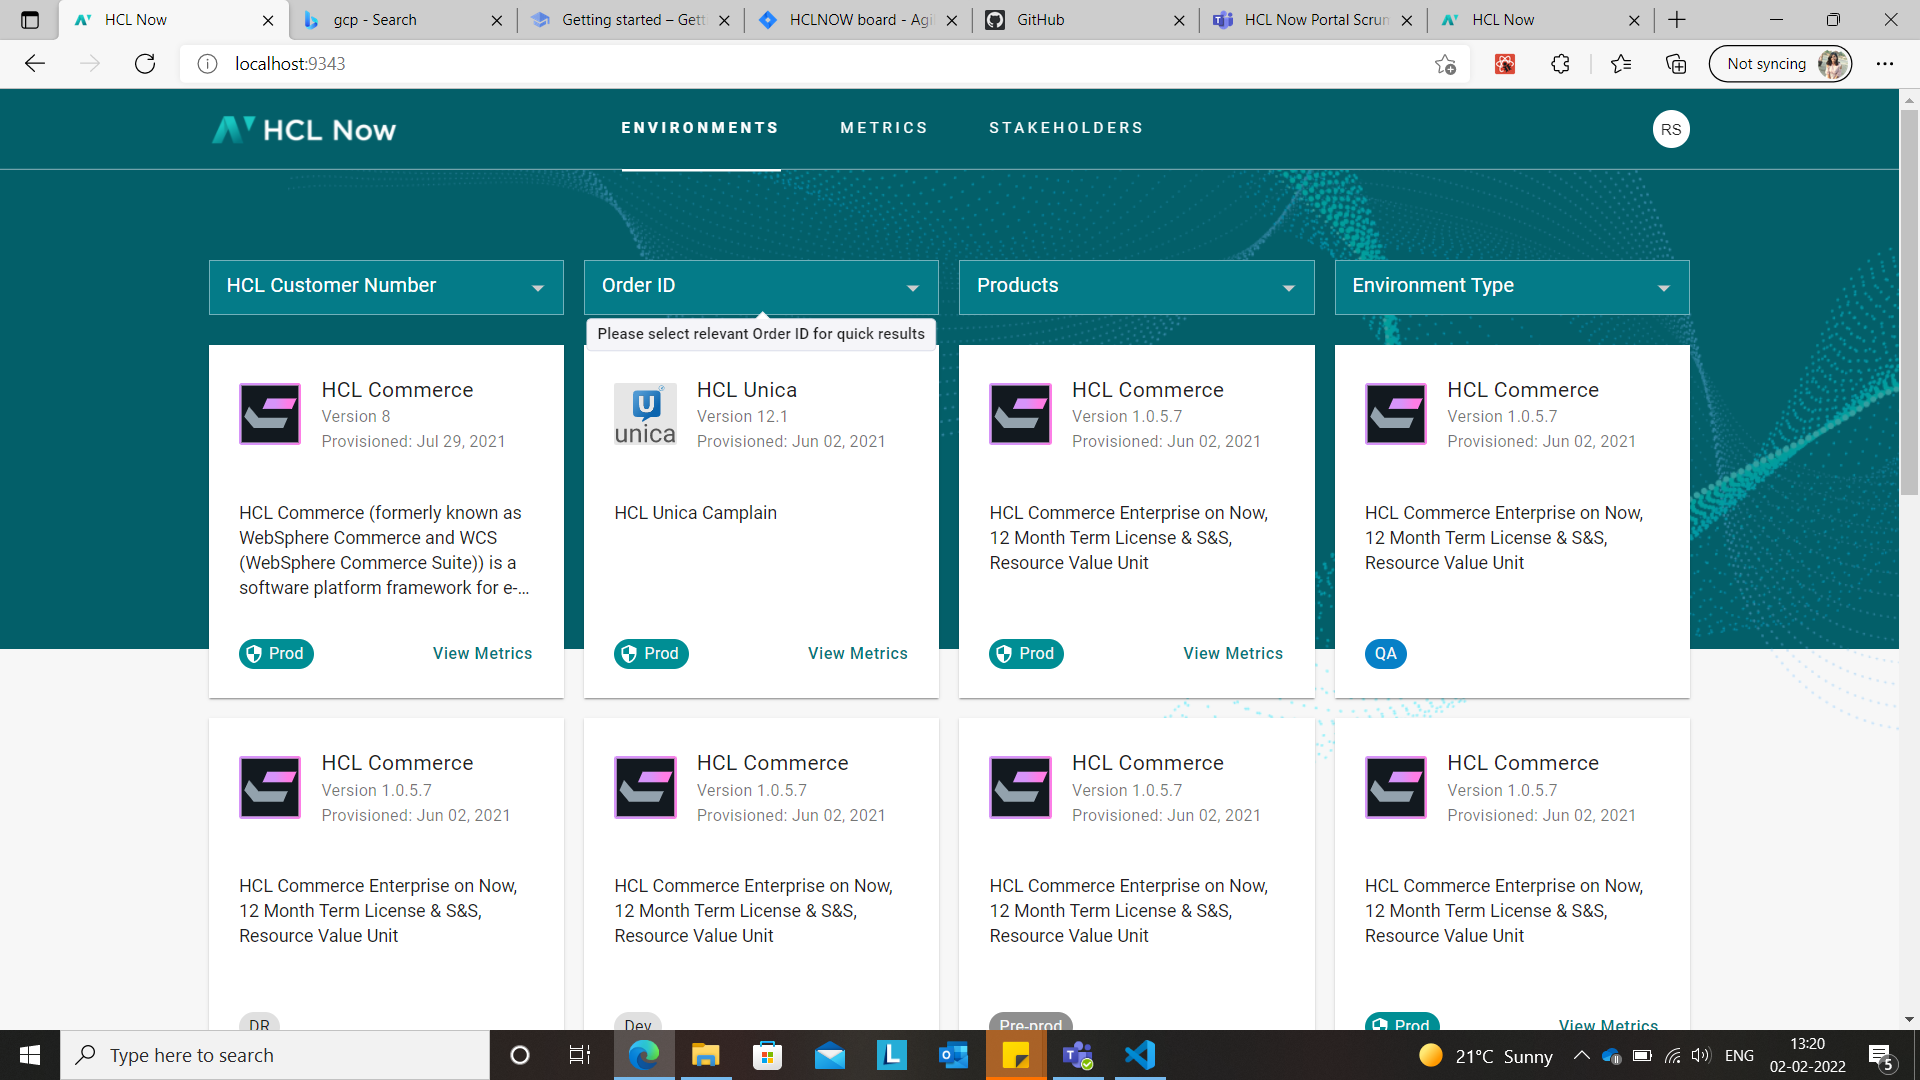 HCL Now
gcp - Search
Getting started – Gett
HCLNOW board - Agi
GitHub
HCL Now Portal Scrum
HCL Now
localhost:9343
Not syncing
HCL Now
ENVIRONMENTS
METRICS
STAKEHOLDERS
RS
HCL Customer Number
Order ID
Products
Environment Type
Please select relevant Order ID for quick results
HCL Commerce
Version 8
Provisioned: Jul 29, 2021
HCL Commerce (formerly known as
WebSphere Commerce and WCS
(WebSphere Commerce Suite)) is a
software platform framework for e-...
Prod
View Metrics
unica
HCL Unica
Version 12.1
Provisioned: Jun 02, 2021
HCL Unica Camplain
Prod
View Metrics
HCL Commerce
Version 1.0.5.7
Provisioned: Jun 02, 2021
HCL Commerce Enterprise on Now,
12 Month Term License & S&S,
Resource Value Unit
Prod
View Metrics
HCL Commerce
Version 1.0.5.7
Provisioned: Jun 02, 2021
HCL Commerce Enterprise on Now,
12 Month Term License & S&S,
Resource Value Unit
QA
HCL Commerce
Version 1.0.5.7
Provisioned: Jun 02, 2021
HCL Commerce Enterprise on Now,
12 Month Term License & S&S,
Resource Value Unit
DR
HCL Commerce
Version 1.0.5.7
Provisioned: Jun 02, 2021
HCL Commerce Enterprise on Now,
12 Month Term License & S&S,
Resource Value Unit
Dev
HCL Commerce
Version 1.0.5.7
Provisioned: Jun 02, 2021
HCL Commerce Enterprise on Now,
12 Month Term License & S&S,
Resource Value Unit
Pre-prod
HCL Commerce
Version 1.0.5.7
Provisioned: Jun 02, 2021
HCL Commerce Enterprise on Now,
12 Month Term License & S&S,
Resource Value Unit
Prod
View Metrics
Type here to search
21°C Sunny
ENG
13:20
02-02-2022
5